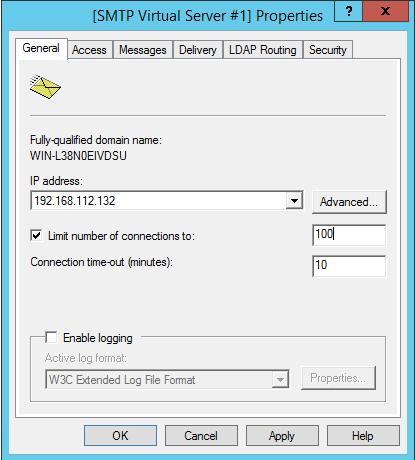 [SMTP Virtual Server #1] Properties
? x
General Access Messages Delivery LDAP Routing Security
Fully-qualified domain name:
WIN-L38N0EIVDSU
IP address:
192.168.112.132
Advanced...
Limit number of connections to: 100
Connection time-out (minutes): 10
Enable logging
Active log format:
W3C Extended Log File Format
Properties...
OK Cancel Apply Help